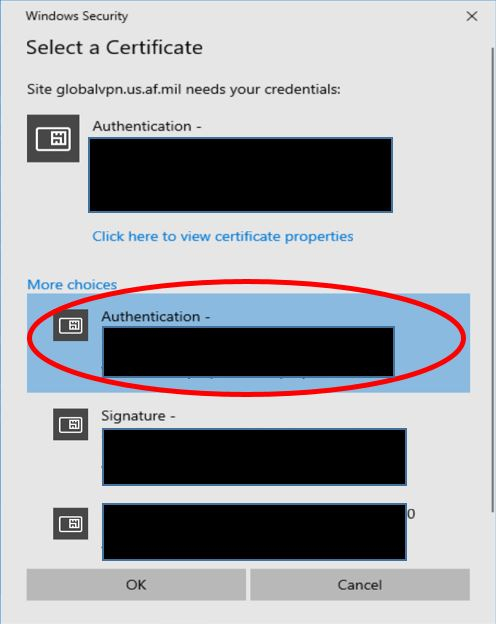 Windows Security
Select a Certificate
Site globalvpn.us.af.mil needs your credentials:
Authentication -
Click here to view certificate properties
More choices
Authentication -
Signature -
0
OK
Cancel